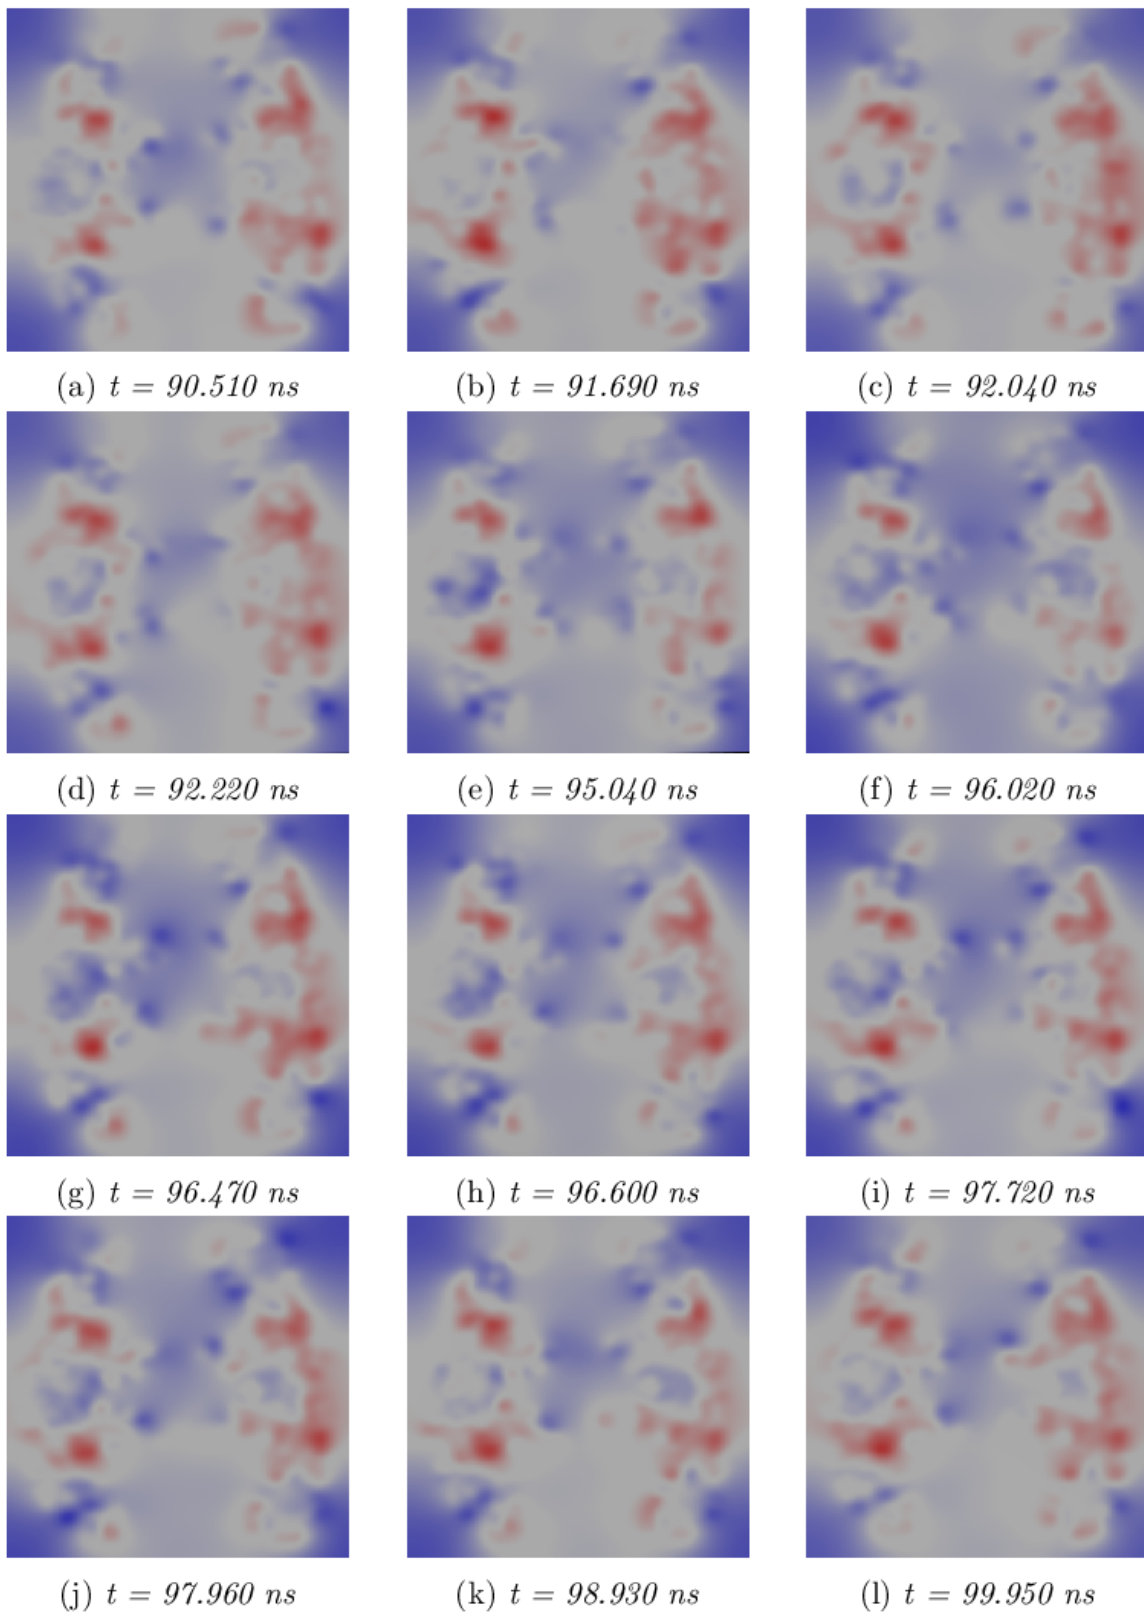 (a) t = 90.510 ns (b) t = 91.690 ns (c) t = 92.040 ns
(d) t = 92.220 ns (e) t = 95.040 ns (f) t = 96.020 ns
(g) t = 96.470 ns (h) t = 96.600 ns (i) t = 97.720 ns
(j) t = 97.960 ns (k) t = 98.930 ns (l) t = 99.950 ns